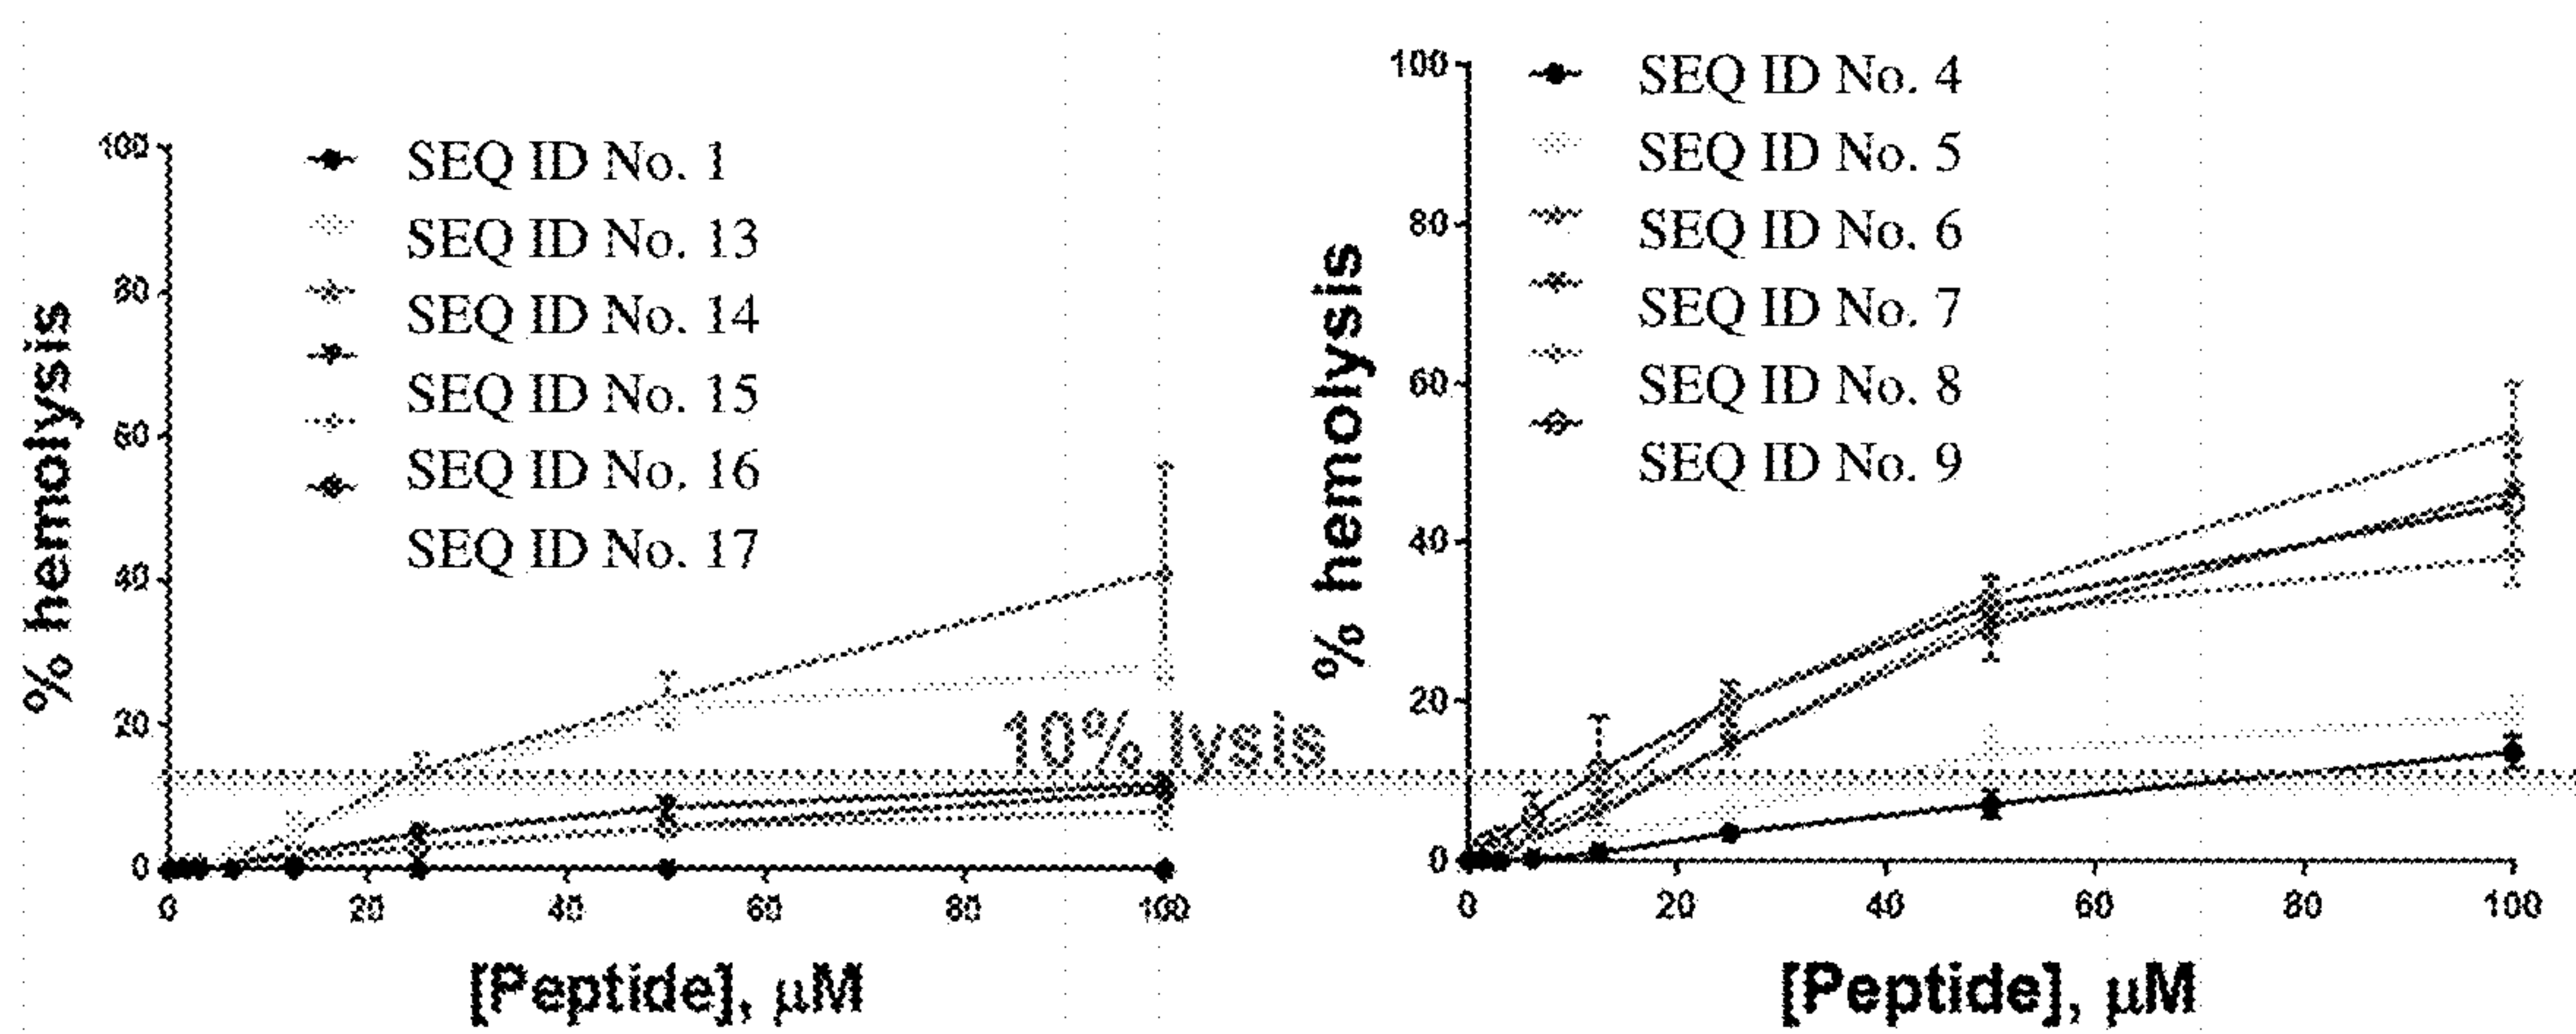 % hemolysis
100
80
60
40
20
0
SEQ ID No. 1
SEQ ID No. 13
SEQ ID No. 14
SEQ ID No. 15
SEQ ID No. 16
SEQ ID No. 17
0 20 40 60 80 100
[Peptide], µM
10% lysis
% hemolysis
100
80
60
40
20
0
SEQ ID No. 4
SEQ ID No. 5
SEQ ID No. 6
SEQ ID No. 7
SEQ ID No. 8
SEQ ID No. 9
0 20 40 60 80 100
[Peptide], µM